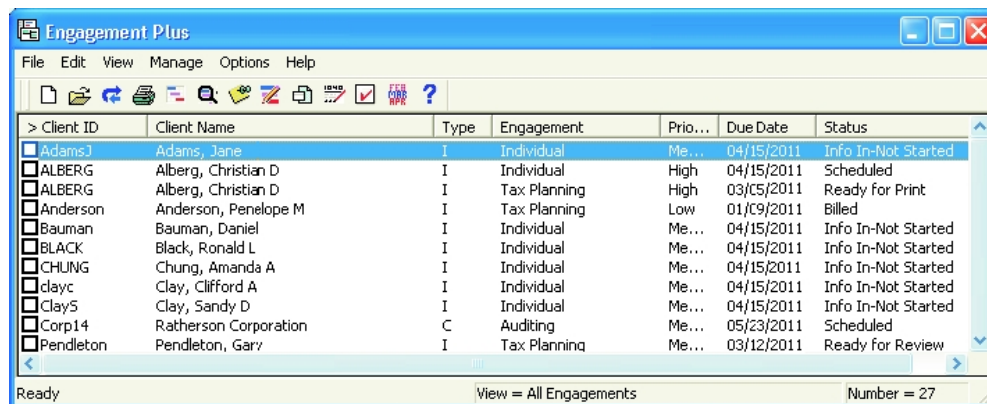 Engagement Plus
File Edit View Manage Options Help
> Client ID Client Name Type Engagement Prio... Due Date Status
AdamsJ Adams, Jane I Individual Me... 04/15/2011 Info In-Not Started
ALBERG Alberg, Christian D I Individual High 04/15/2011 Scheduled
ALBERG Alberg, Christian D I Tax Planning High 03/05/2011 Ready for Print
Anderson Anderson, Penelope M I Tax Planning Low 01/09/2011 Billed
Bauman Bauman, Daniel I Individual Me... 04/15/2011 Info In-Not Started
BLACK Black, Ronald L I Individual Me... 04/15/2011 Info In-Not Started
CHUNG Chung, Amanda A I Individual Me... 04/15/2011 Info In-Not Started
clayc Clay, Clifford A I Individual Me... 04/15/2011 Info In-Not Started
ClayS Clay, Sandy D I Individual Me... 04/15/2011 Info In-Not Started
Corp14 Ratherson Corporation C Auditing Me... 05/23/2011 Scheduled
Pendleton Pendleton, Gary I Tax Planning Me... 03/12/2011 Ready for Review
Ready View = All Engagements Number = 27